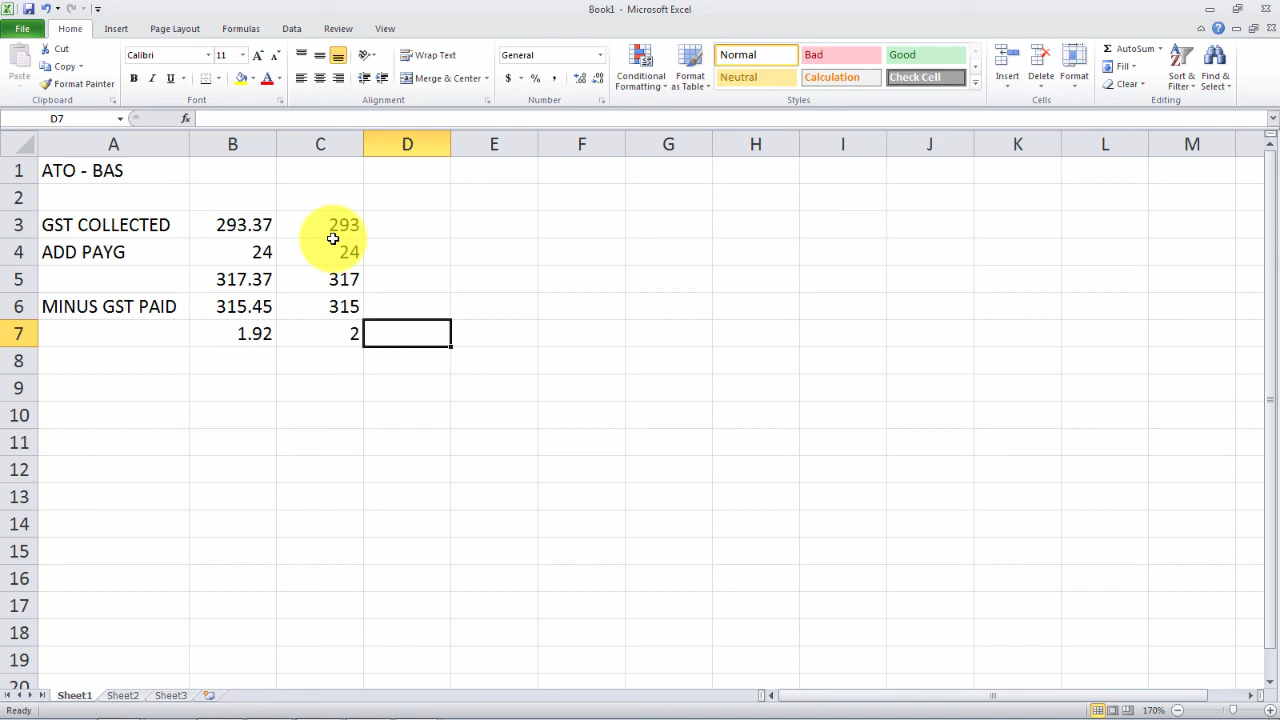 Book1 - Microsoft Excel
File Home Insert Page Layout Formulas Data Review View
Paste
Cut
Copy
Format Painter
Clipboard
Calibri 11
B I U
Font
Wrap Text
Merge & Center
Alignment
General
$ % ,
Number
Conditional Formatting
Format as Table
Normal Bad Good
Neutral Calculation Check Cell
Styles
Insert Delete Format
Cells
AutoSum
Fill
Clear
Sort & Filter
Find & Select
Editing
D7 fx
A B C D E F G H I J K L M
1 ATO - BAS
2
3 GST COLLECTED 293.37 293
4 ADD PAYG 24 24
5 317.37 317
6 MINUS GST PAID 315.45 315
7 1.92 2
8
9
10
11
12
13
14
15
16
17
18
19
20
Sheet1 Sheet2 Sheet3
Ready 170%